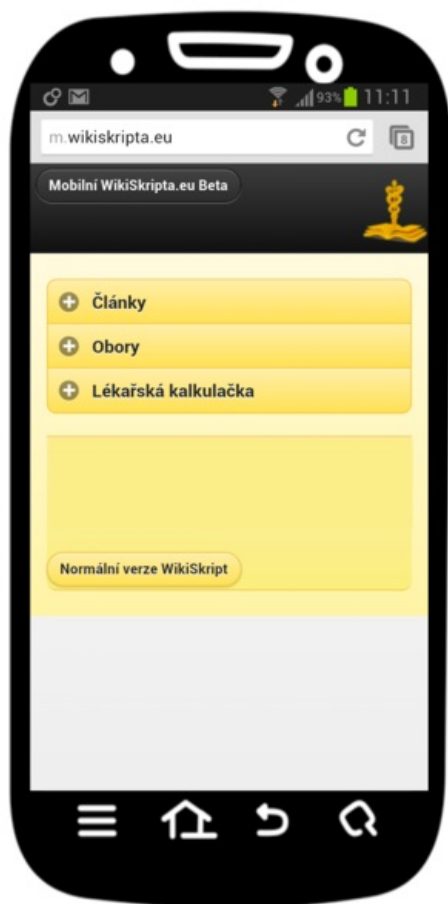 93% 11:11
m.wikiskripta.eu 8
Mobilní WikiSkripta.eu Beta
Články
Obory
Lékařská kalkulačka
Normální verze WikiSkript